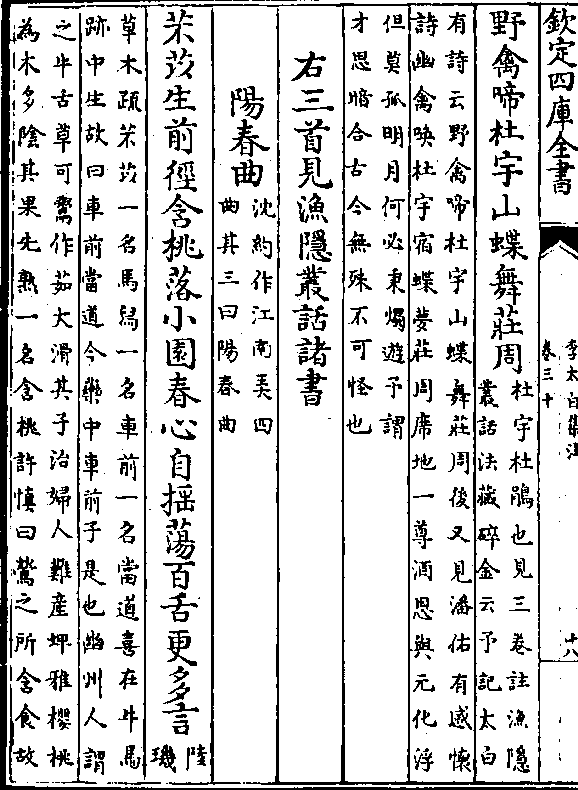 欽定四庫全書
李太白集注
卷三十
十八
野禽啼杜宇山蝶舞莊周
杜宇杜鵑也見三卷註漁隱
叢話法藏碎金云予記太白
有詩云野禽啼杜宇山蝶舞莊周後又見潘佑有感懷
詩幽禽喚杜宇宿蝶夢莊周席地一尊酒思與元化浮
但莫孤明月何必秉燭遊予謂
才思暗合古今無殊不可怪也
右三首見漁隱叢話諸書
陽春曲
沈約作江南弄四
曲其三曰陽春曲
芣苡生前徑含桃落小園春心自揺蕩百舌更多言
陸
璣
草木疏芣苡一名馬舄一名車前一名當道喜在牛馬
跡中生故曰車前當道今藥中車前子是也幽州人謂
之牛舌草可鬻作茹大滑其子治婦人難産埤雅櫻桃
為木多陰其果先熟一名含桃許慎曰鶯之所含食故